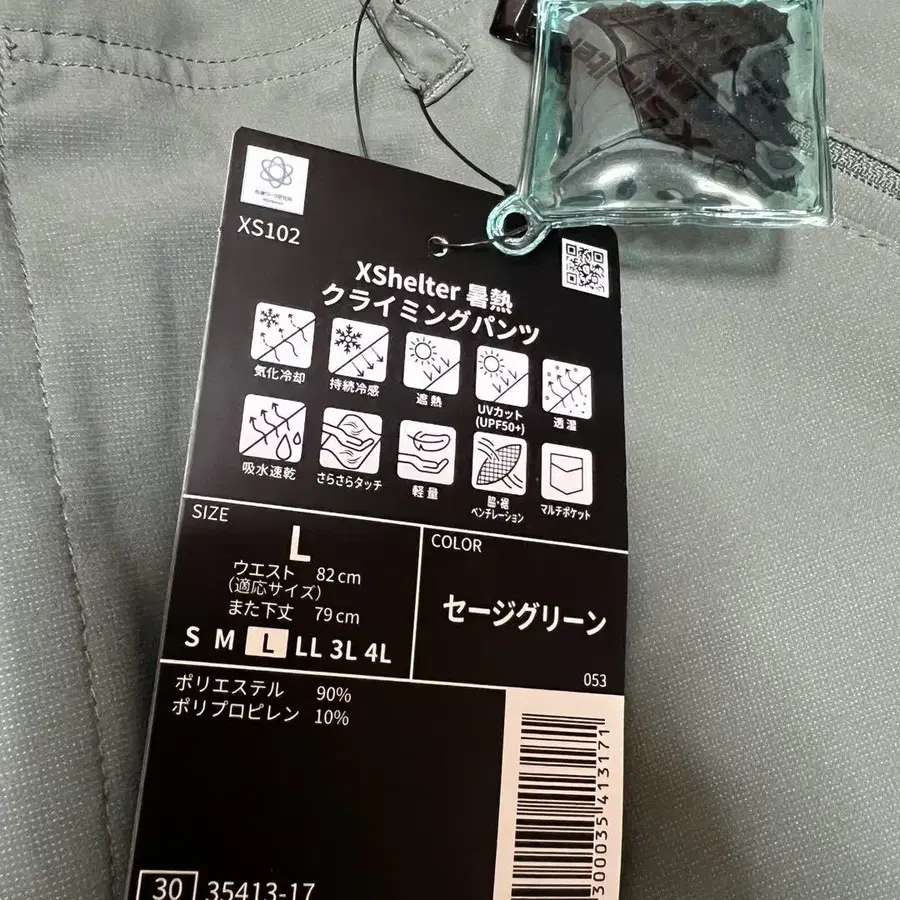 XS102
XShelter 暑熱
クライミングパンツ
気化冷却
持続冷感
遮熱
UVカット
(UPF50+)
透湿
吸水速乾
さらさらタッチ
軽量
脇・裾
ベンチレーション
マルチポケット
SIZE
L
ウエスト 82cm
(適応サイズ)
また下丈 79cm
S M L LL 3L 4L
COLOR
セージグリーン
053
ポリエステル 90%
ポリプロピレン 10%
30 35413-17
300035413171